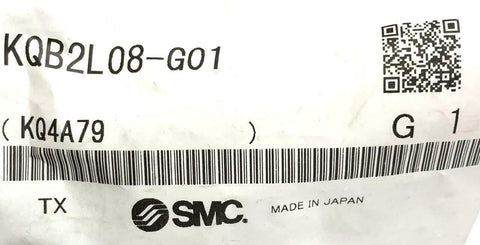 KQB2L08-G01
( KQ4A79 )
G 1
TX SMC. MADE IN JAPAN